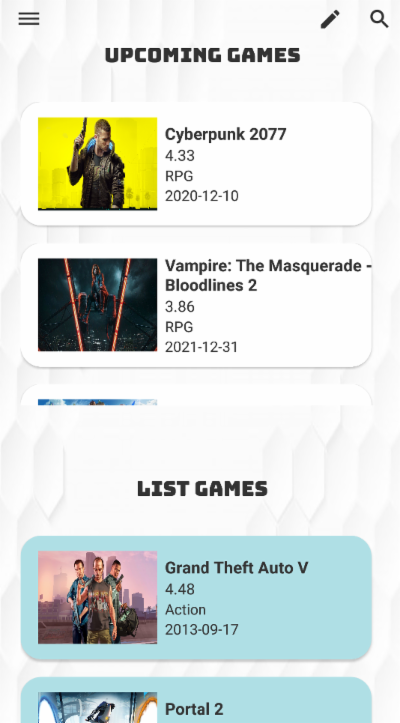 UPCOMING GAMES
Cyberpunk 2077
4.33
RPG
2020-12-10
Vampire: The Masquerade -
Bloodlines 2
3.86
RPG
2021-12-31
LIST GAMES
Grand Theft Auto V
4.48
Action
2013-09-17
Portal 2